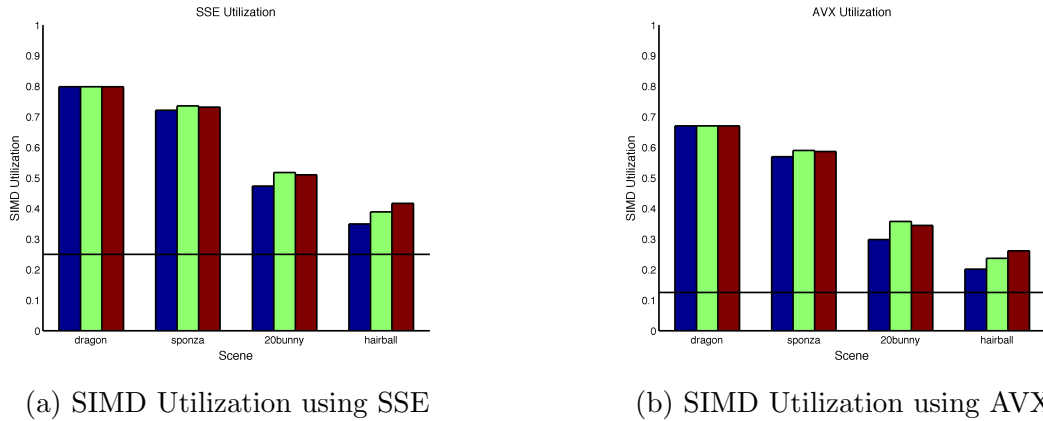 SSE Utilization
1
0.9
0.8
0.7
0.6
0.5
0.4
0.3
0.2
0.1
0
SIMD Utilization
dragon sponza 20bunny hairball
Scene
(a) SIMD Utilization using SSE
AVX Utilization
1
0.9
0.8
0.7
0.6
0.5
0.4
0.3
0.2
0.1
0
SIMD Utilization
dragon sponza 20bunny hairball
Scene
(b) SIMD Utilization using AVX